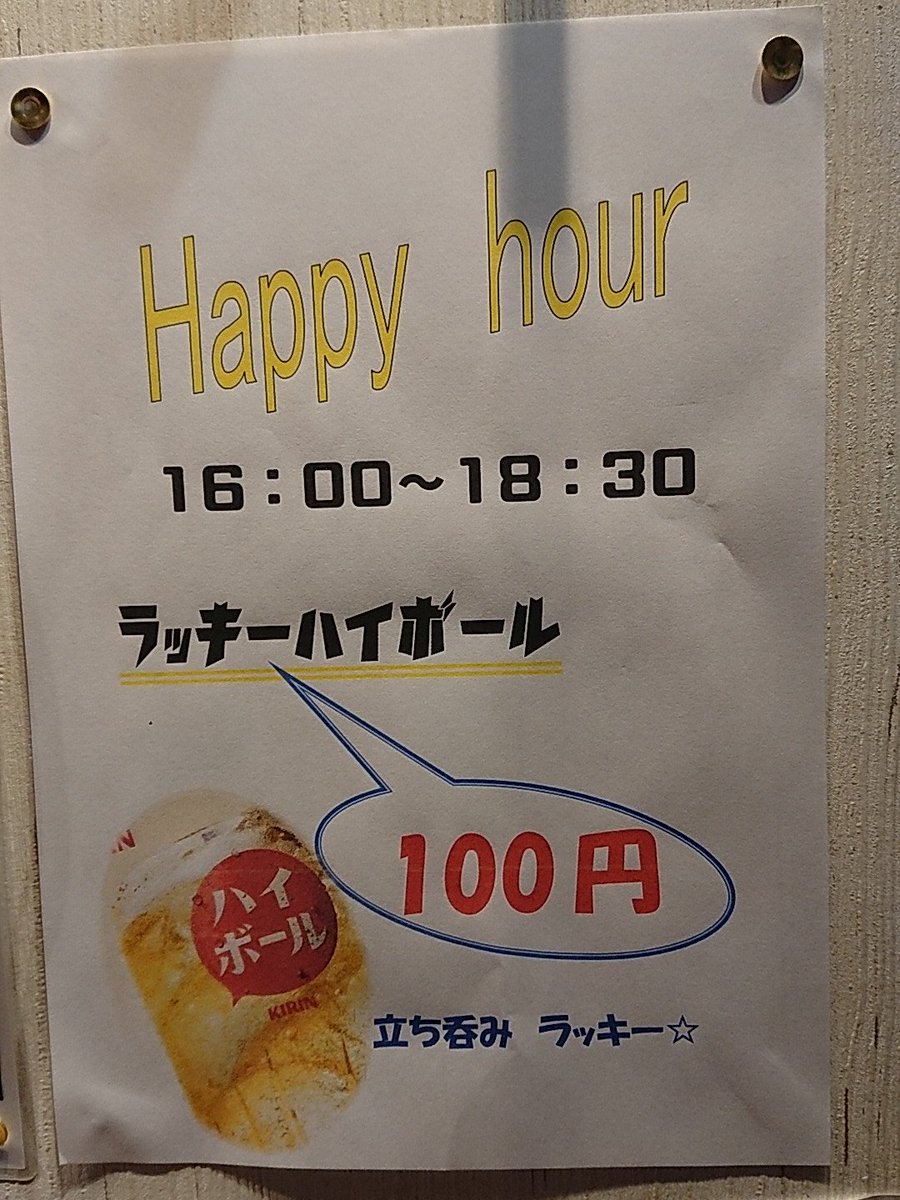 Happy hour
16：00～18：30
ラッキーハイボール
100円
ハイ
ボール
KIRIN
立ち呑み ラッキー☆